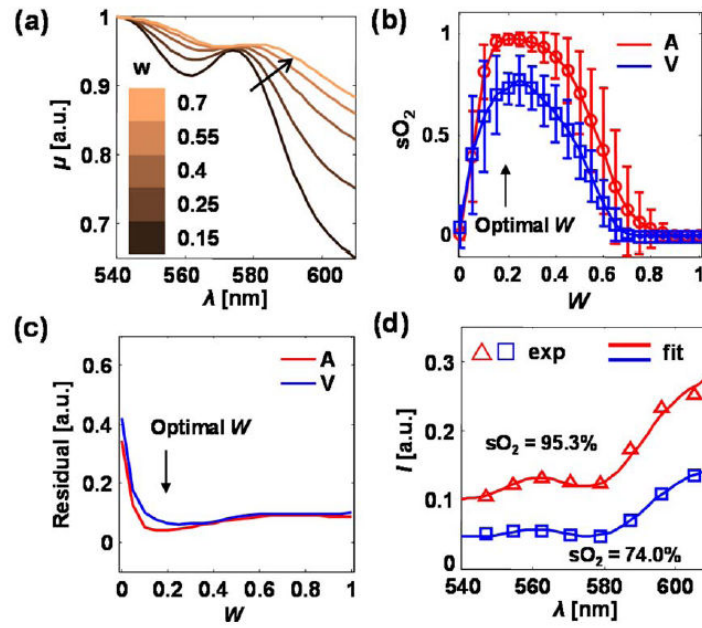 (a)
μ [a.u.]
1
0.9
0.8
0.7
w
0.7
0.55
0.4
0.25
0.15
540 560 580 600
λ [nm]
(b)
sO₂
1
0.5
0
A
V
Optimal W
0 0.2 0.4 0.6 0.8 1
W
(c)
Residual [a.u.]
0.6
0.4
0.2
0
A
V
Optimal W
0 0.2 0.4 0.6 0.8 1
W
(d)
I [a.u.]
0.3
0.2
0.1
0
exp fit
sO₂ = 95.3%
sO₂ = 74.0%
540 560 580 600
λ [nm]